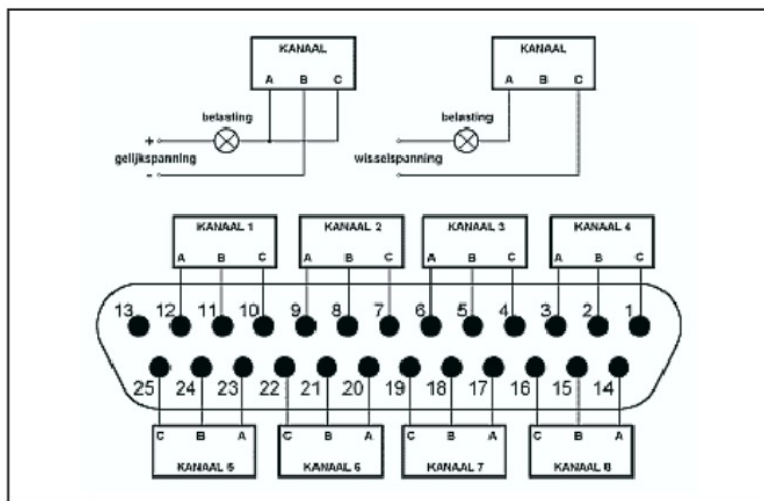 KANAAL KANAAL
A B C A B C
belasting belasting
+
gelijkspanning wisselspanning
-
KANAAL 1 KANAAL 2 KANAAL 3 KANAAL 4
A B C A B C A B C A B C
13 12 11 10 9 8 7 6 5 4 3 2 1
25 24 23 22 21 20 19 18 17 16 15 14
C B A C B A C B A C B A
KANAAL 5 KANAAL 6 KANAAL 7 KANAAL 8